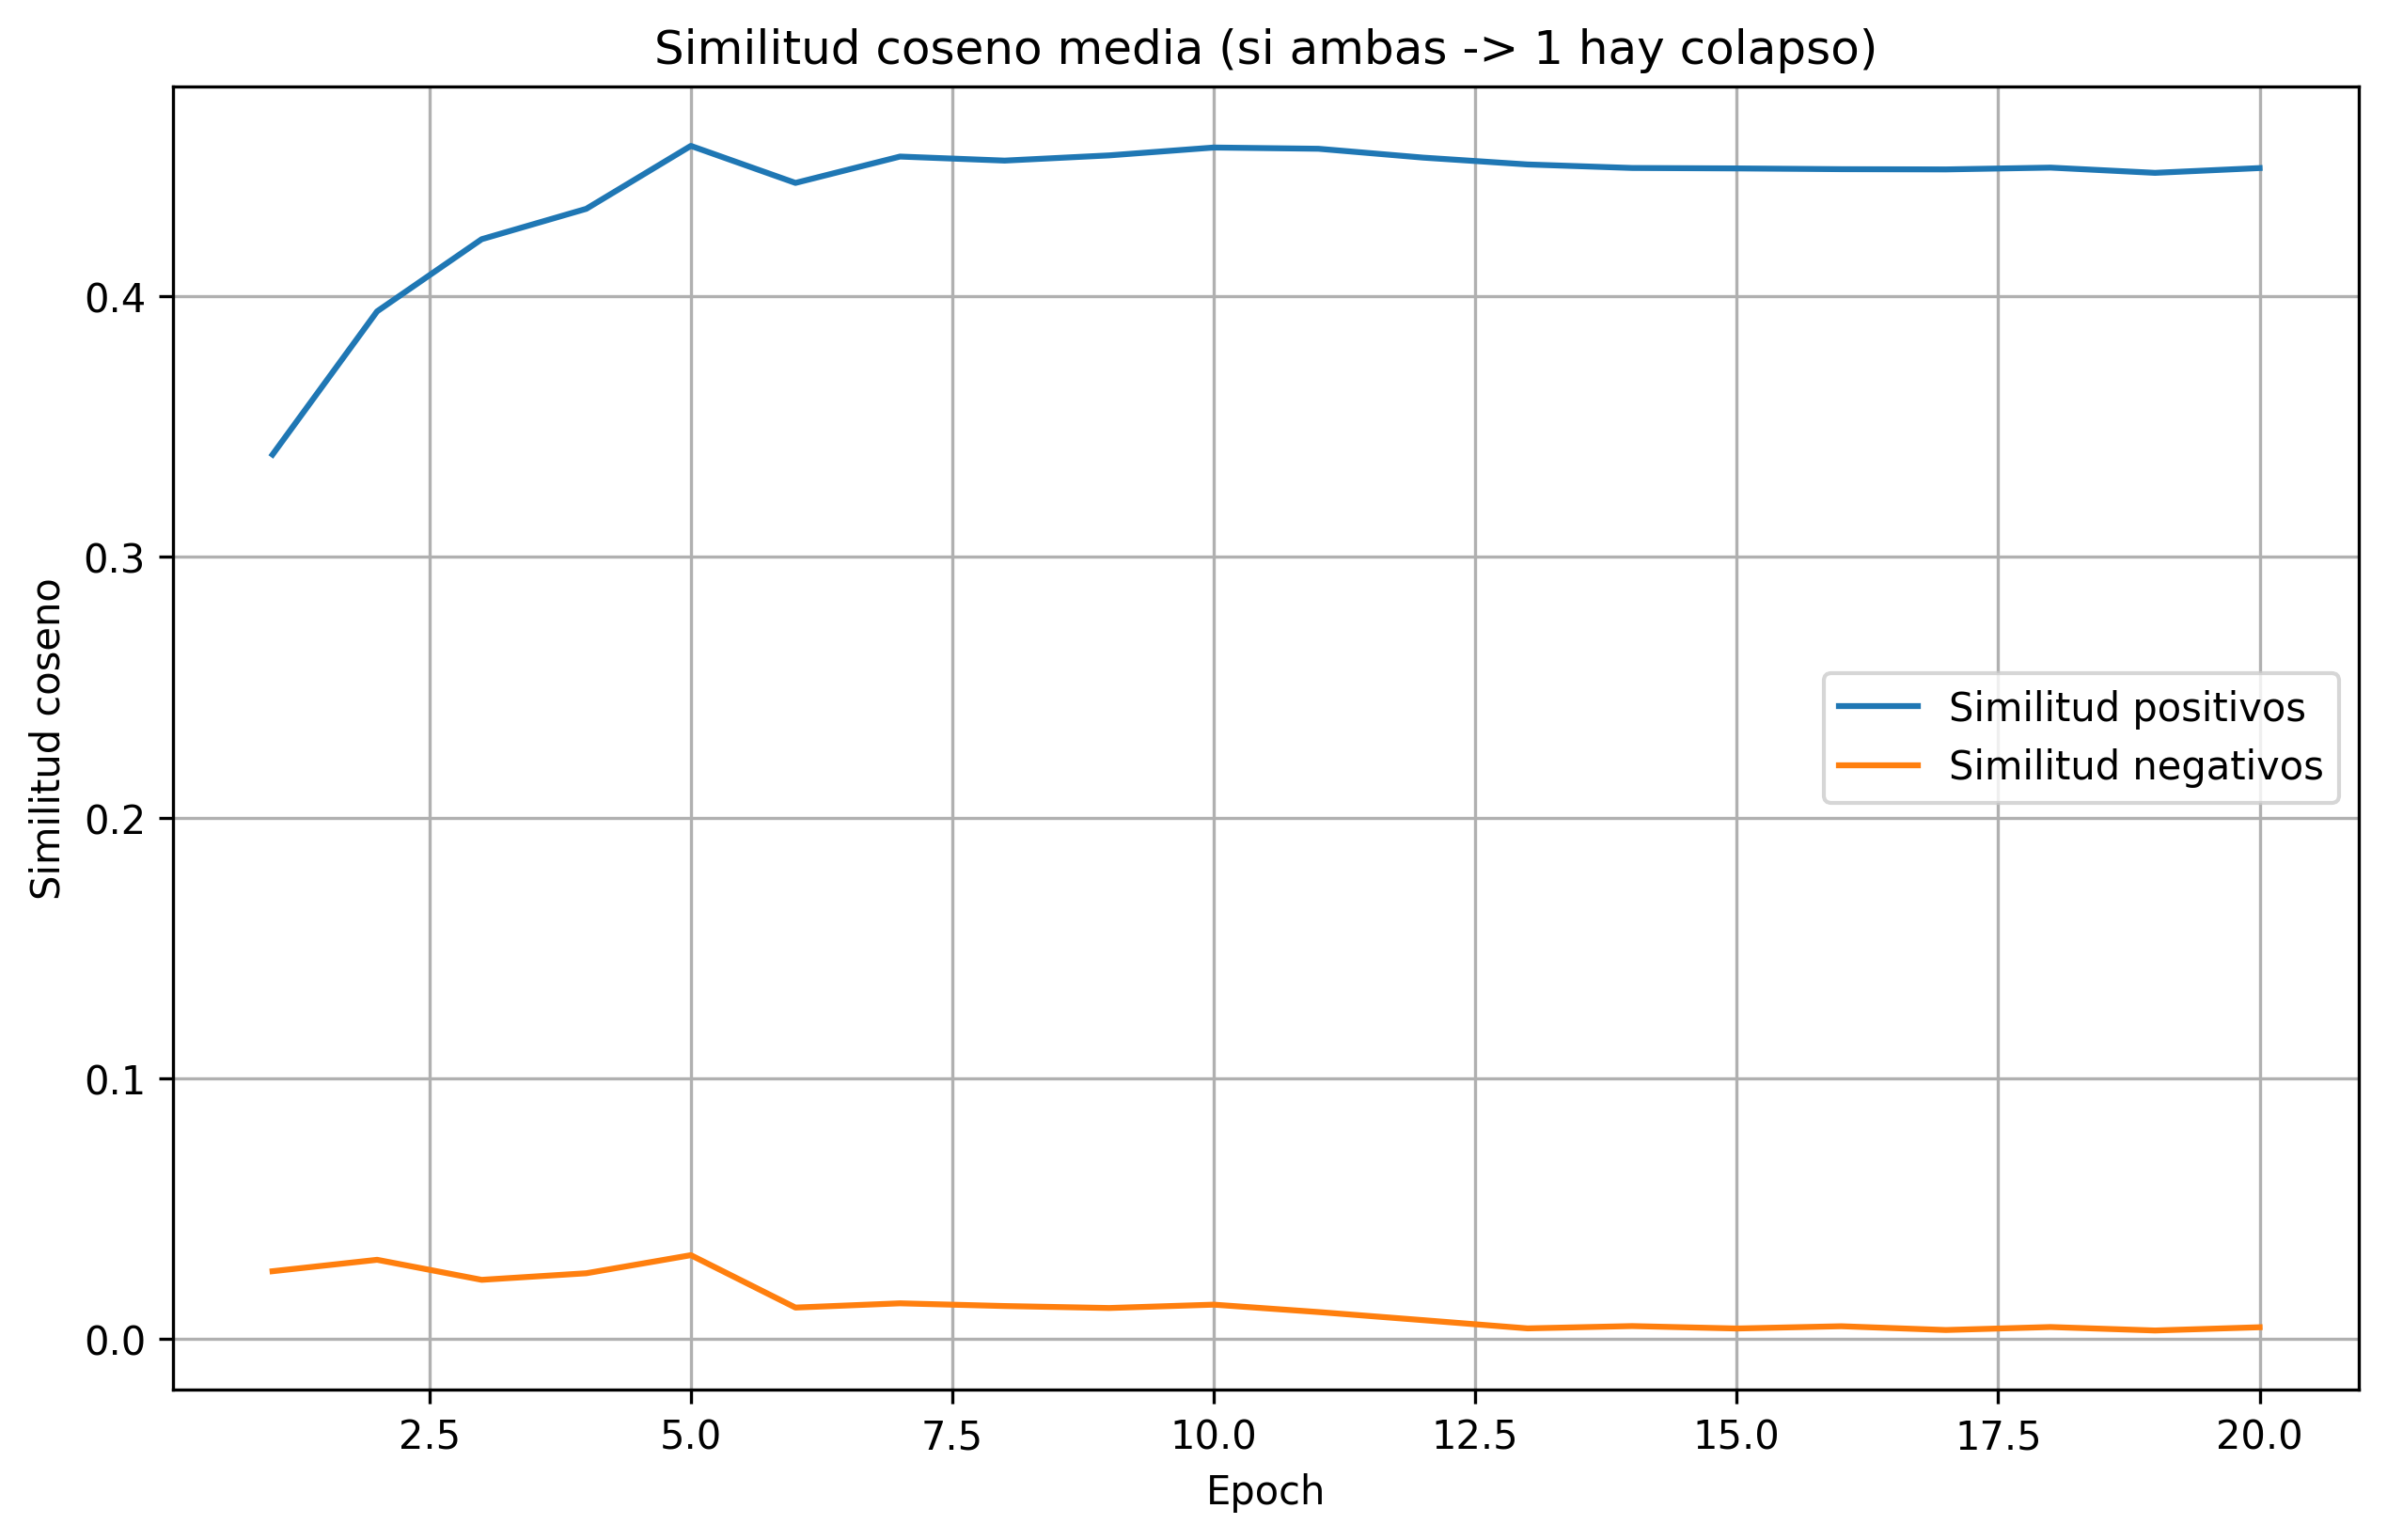 Similitud coseno media (si ambas -> 1 hay colapso)
Similitud coseno
0.4
0.3
0.2
0.1
0.0
Similitud positivos
Similitud negativos
2.5 5.0 7.5 10.0 12.5 15.0 17.5 20.0
Epoch